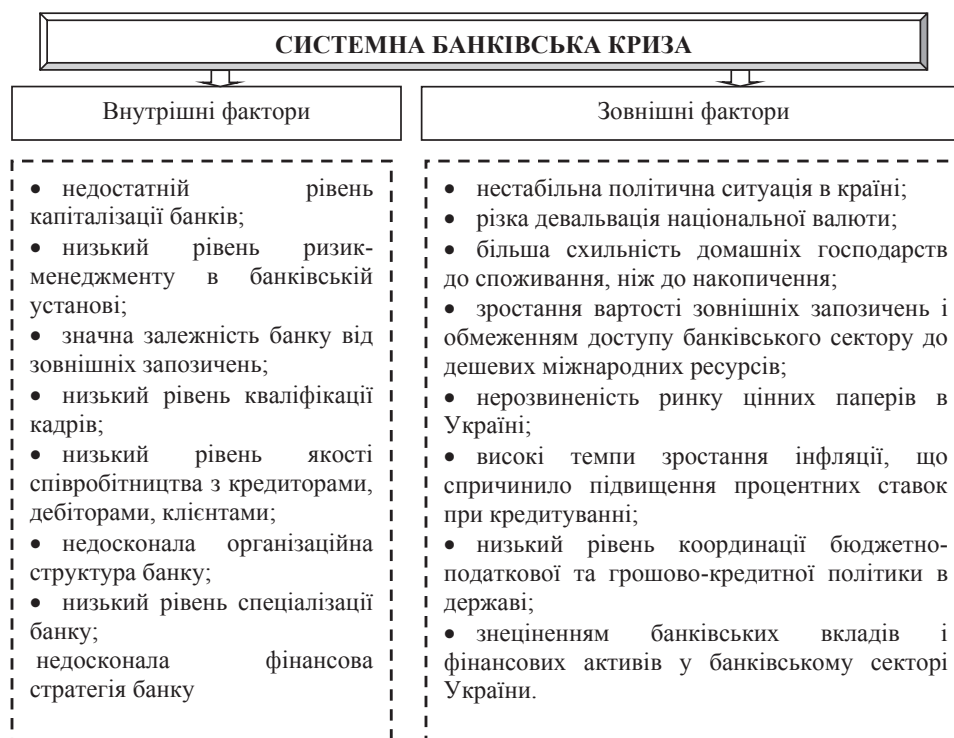 СИСТЕМНА БАНКІВСЬКА КРИЗА
Внутрішні фактори
• недостатній рівень
капіталізації банків;
• низький рівень ризик-
менеджменту в банківській
установі;
• значна залежність банку від
зовнішніх запозичень;
• низький рівень кваліфікації
кадрів;
• низький рівень якості
співробітництва з кредиторами,
дебіторами, клієнтами;
• недосконала організаційна
структура банку;
• низький рівень спеціалізації
банку;
недосконала фінансова
стратегія банку
Зовнішні фактори
• нестабільна політична ситуація в країні;
• різка девальвація національної валюти;
• більша схильність домашніх господарств
до споживання, ніж до накопичення;
• зростання вартості зовнішніх запозичень і
обмеженням доступу банківського сектору до
дешевих міжнародних ресурсів;
• нерозвиненість ринку цінних паперів в
Україні;
• високі темпи зростання інфляції, що
спричинило підвищення процентних ставок
при кредитуванні;
• низький рівень координації бюджетно-
податкової та грошово-кредитної політики в
державі;
• знеціненням банківських вкладів і
фінансових активів у банківському секторі
України.